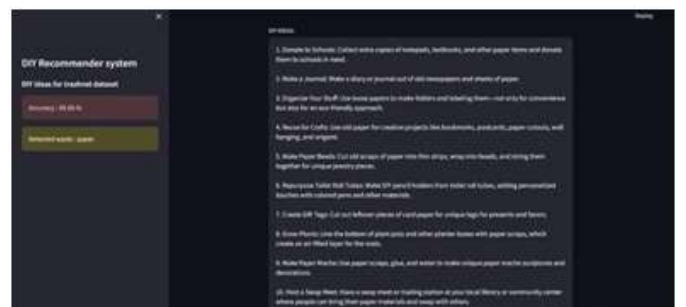 Deploy
DIY Recommander system
DIY ideas for trashnet dataset
Accuracy : 99.99 %
Detected waste : paper
DIY IDEAS:
1. Donate to Schools: Collect extra copies of notepads, textbooks, and other paper items and donate
them to schools in need.
2. Make a Journal: Make a diary or journal out of old newspapers and sheets of paper.
3. Organize Your Stuff: Use loose papers to make folders and labeling them—not only for convenience
but also for an eco-friendly approach.
4. Reuse for Crafts: Use old paper for creative projects like bookmarks, postcards, paper cutouts, wall
hanging, and origami.
5. Make Paper Beads: Cut old scraps of paper into thin strips, wrap into beads, and string them
together for unique jewelry pieces.
6. Repurpose Toilet Roll Tubes: Make DIY pencil holders from toilet roll tubes, adding personalized
touches with colored pens and other materials.
7. Create Gift Tags: Cut out leftover pieces of card paper for unique tags for presents and favors.
8. Grow Plants: Line the bottom of plant pots and other planter boxes with paper scraps, which
create an air-filled layer for the roots.
9. Make Paper Mache: Use paper scraps, glue, and water to make unique paper mache sculptures and
decorations.
10. Host a Swap Meet: Have a swap meet or trading station at your local library or community center
where people can bring their paper materials and swap with others.